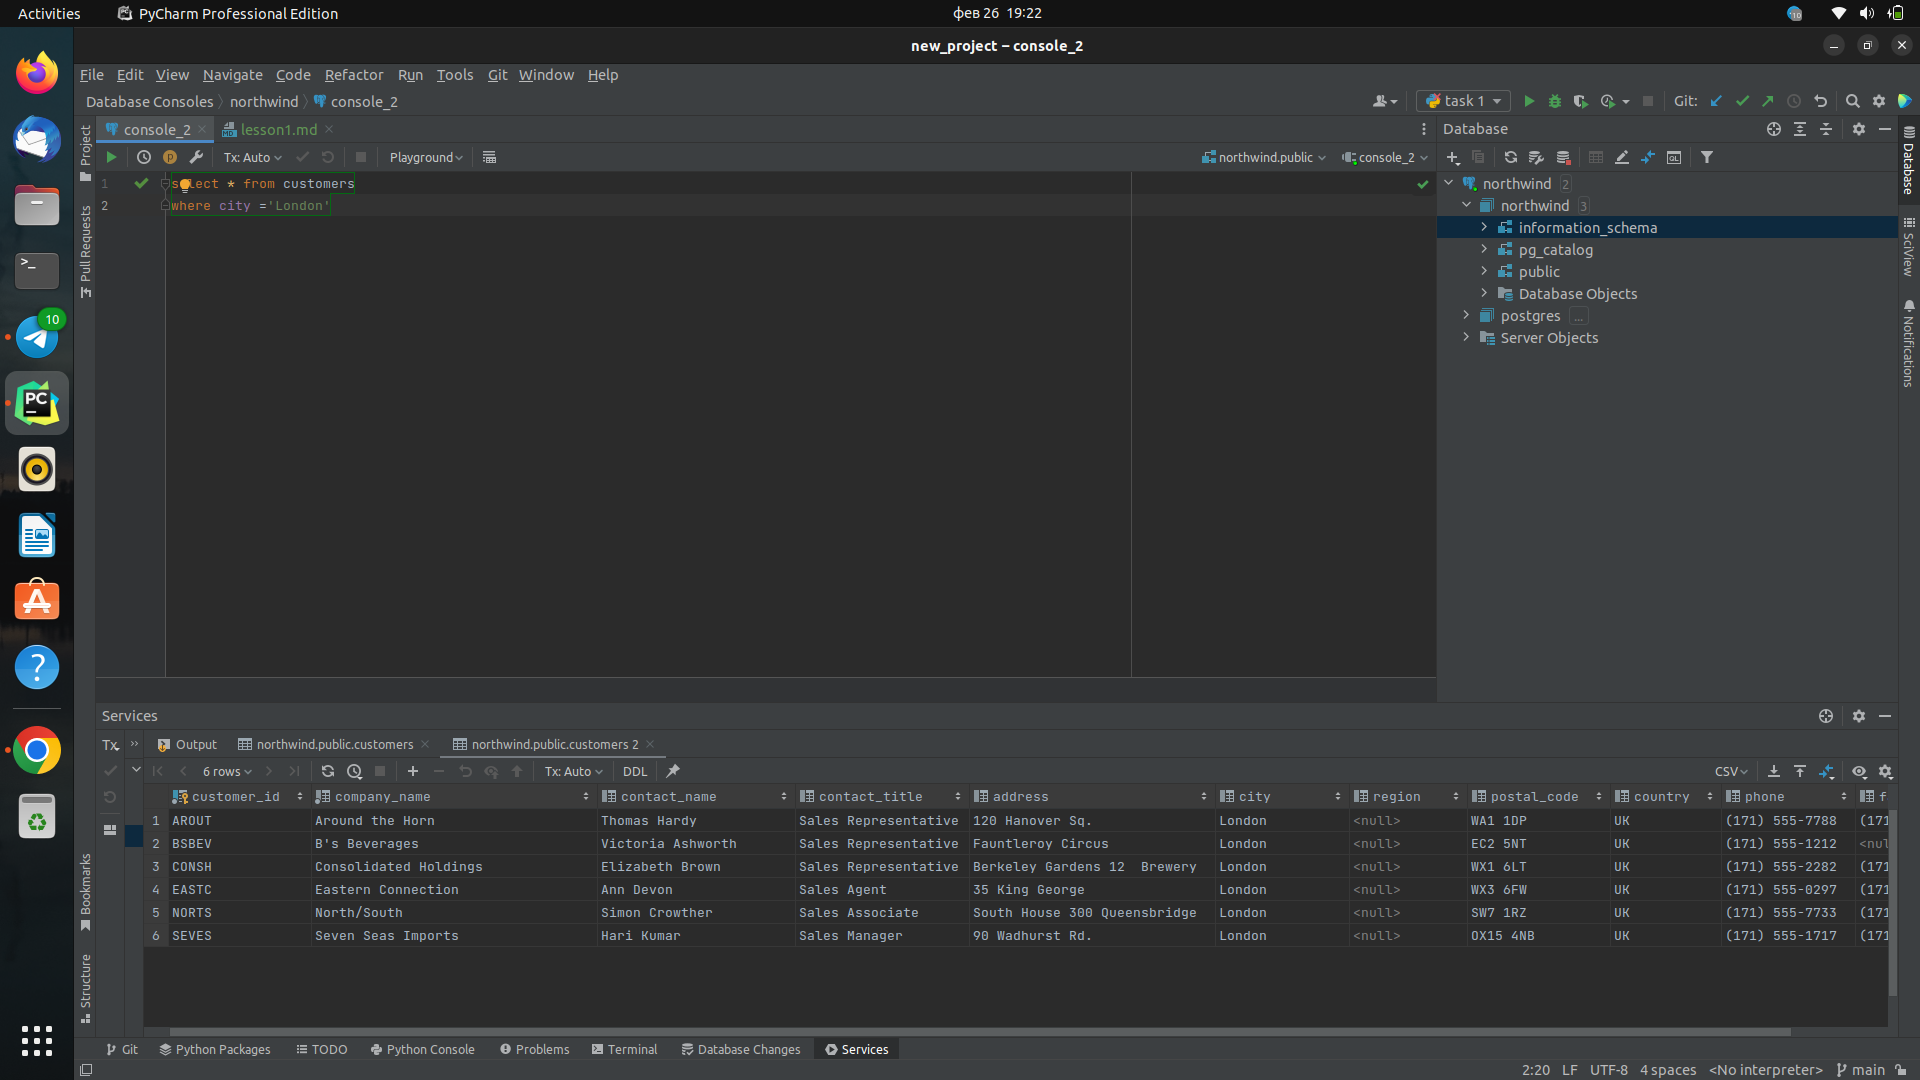 Activities PyCharm Professional Edition фев 26 19:22
new_project – console_2
File Edit View Navigate Code Refactor Run Tools Git Window Help
Database Consoles northwind console_2 task 1 Git:
console_2 lesson1.md Database
Tx: Auto Playground northwind.public console_2
1 select * from customers
2 where city ='London'
northwind 2
northwind 3
information_schema
pg_catalog
public
Database Objects
postgres ...
Server Objects
Project
Pull Requests
Bookmarks
Structure
Database
SciView
Notifications
10
PC
Services
Tx Output northwind.public.customers northwind.public.customers 2
6 rows Tx: Auto DDL CSV
customer_id company_name contact_name contact_title address city region postal_code country phone f
1 AROUT Around the Horn Thomas Hardy Sales Representative 120 Hanover Sq. London <null> WA1 1DP UK (171) 555-7788 (171
2 BSBEV B's Beverages Victoria Ashworth Sales Representative Fauntleroy Circus London <null> EC2 5NT UK (171) 555-1212 <nul
3 CONSH Consolidated Holdings Elizabeth Brown Sales Representative Berkeley Gardens 12  Brewery London <null> WX1 6LT UK (171) 555-2282 (171
4 EASTC Eastern Connection Ann Devon Sales Agent 35 King George London <null> WX3 6FW UK (171) 555-0297 (171
5 NORTS North/South Simon Crowther Sales Associate South House 300 Queensbridge London <null> SW7 1RZ UK (171) 555-7733 (171
6 SEVES Seven Seas Imports Hari Kumar Sales Manager 90 Wadhurst Rd. London <null> OX15 4NB UK (171) 555-1717 (171
Git Python Packages TODO Python Console Problems Terminal Database Changes Services
2:20 LF UTF-8 4 spaces <No interpreter> main